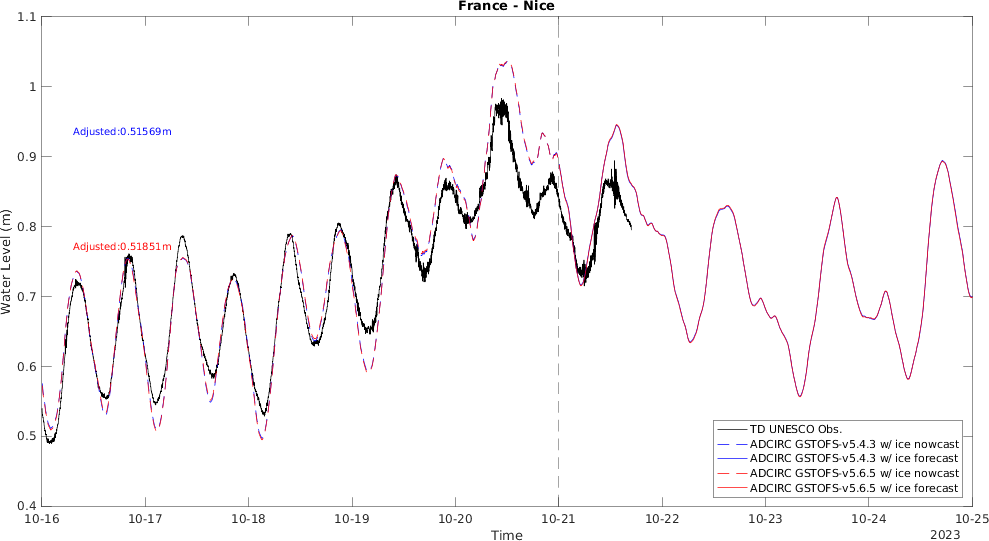 France - Nice
1.1
1
0.9
0.8
0.7
0.6
0.5
0.4
Water Level (m)
Adjusted:0.51569m
Adjusted:0.51851m
TD UNESCO Obs.
ADCIRC GSTOFS-v5.4.3 w/ ice nowcast
ADCIRC GSTOFS-v5.4.3 w/ ice forecast
ADCIRC GSTOFS-v5.6.5 w/ ice nowcast
ADCIRC GSTOFS-v5.6.5 w/ ice forecast
10-16 10-17 10-18 10-19 10-20 10-21 10-22 10-23 10-24 10-25
Time
2023